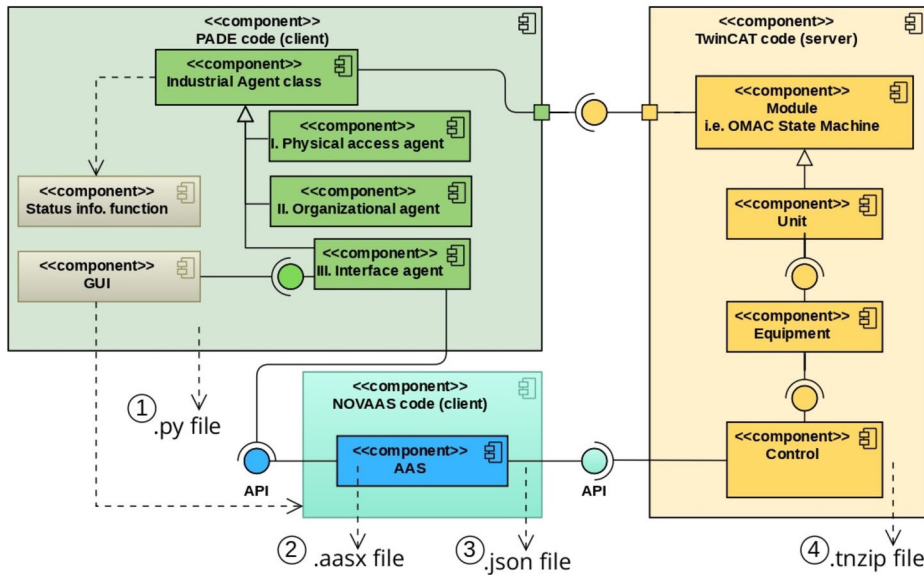 <<component>>
PADE code (client)
<<component>>
Industrial Agent class
<<component>>
I. Physical access agent
<<component>>
Status info. function
<<component>>
II. Organizational agent
<<component>>
GUI
<<component>>
III. Interface agent
1
.py file
<<component>>
NOVAAS code (client)
<<component>>
AAS
API
API
2
.aasx file
3
.json file
<<component>>
TwinCAT code (server)
<<component>>
Module
i.e. OMAC State Machine
<<component>>
Unit
<<component>>
Equipment
<<component>>
Control
4
.tnzip file